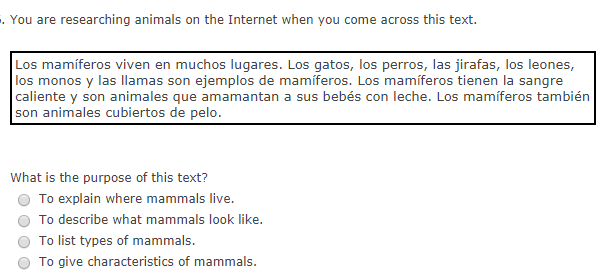 . You are researching animals on the Internet when you come across this text.
Los mamíferos viven en muchos lugares. Los gatos, los perros, las jirafas, los leones,
los monos y las llamas son ejemplos de mamíferos. Los mamíferos tienen la sangre
caliente y son animales que amamantan a sus bebés con leche. Los mamíferos también
son animales cubiertos de pelo.
What is the purpose of this text?
To explain where mammals live.
To describe what mammals look like.
To list types of mammals.
To give characteristics of mammals.